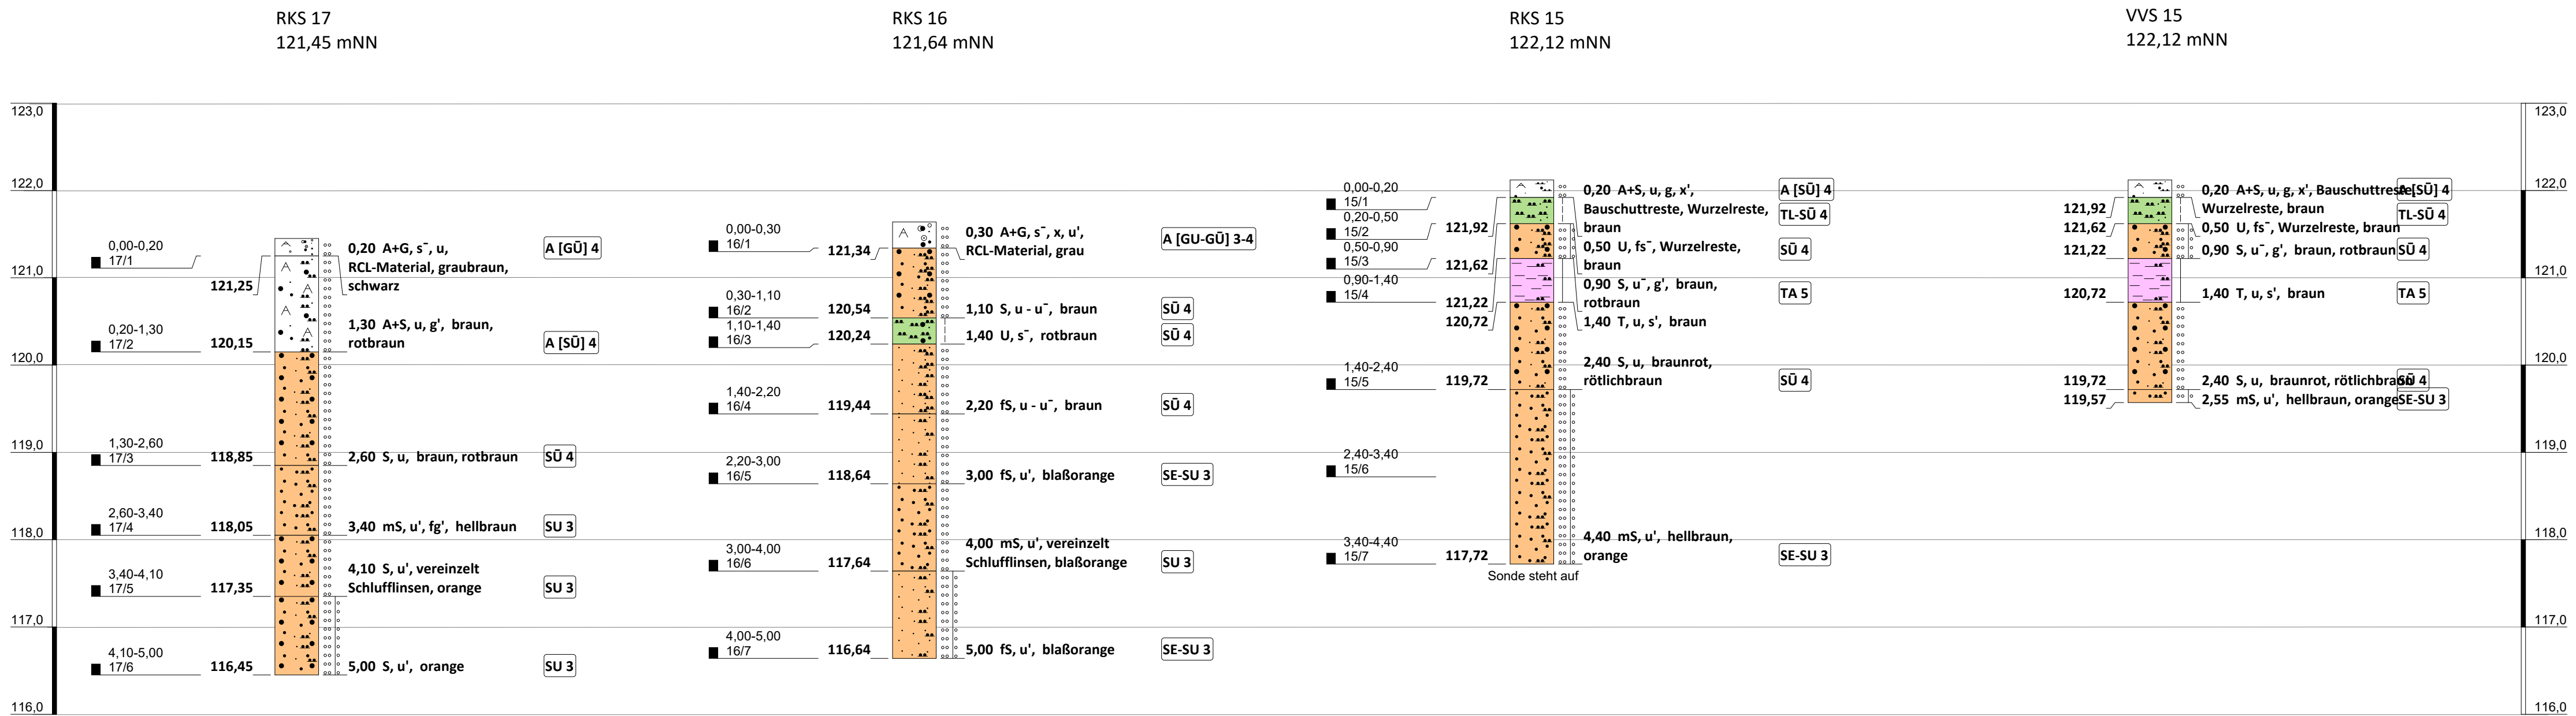 RKS 17
121,45 mNN
RKS 16
121,64 mNN
RKS 15
122,12 mNN
VVS 15
122,12 mNN
123,0
122,0
121,0
120,0
119,0
118,0
117,0
116,0
0,00-0,20
17/1
121,25
0,20 A+G, s¯, u,
RCL-Material, graubraun,
schwarz
A [GŪ] 4
0,20-1,30
17/2
120,15
1,30 A+S, u, g', braun,
rotbraun
A [SŪ] 4
1,30-2,60
17/3
118,85
2,60 S, u, braun, rotbraun
SŪ 4
2,60-3,40
17/4
118,05
3,40 mS, u', fg', hellbraun
SU 3
3,40-4,10
17/5
117,35
4,10 S, u', vereinzelt
Schlufflinsen, orange
SU 3
4,10-5,00
17/6
116,45
5,00 S, u', orange
SU 3
0,00-0,30
16/1
121,34
0,30 A+G, s¯, x, u',
RCL-Material, grau
A [GU-GŪ] 3-4
0,30-1,10
16/2
120,54
1,10 S, u - u¯, braun
SŪ 4
1,10-1,40
16/3
120,24
1,40 U, s¯, rotbraun
SŪ 4
1,40-2,20
16/4
119,44
2,20 fS, u - u¯, braun
SŪ 4
2,20-3,00
16/5
118,64
3,00 fS, u', blaßorange
SE-SU 3
3,00-4,00
16/6
117,64
4,00 mS, u', vereinzelt
Schlufflinsen, blaßorange
SU 3
4,00-5,00
16/7
116,64
5,00 fS, u', blaßorange
SE-SU 3
0,00-0,20
15/1
121,92
0,20 A+S, u, g, x',
Bauschuttreste, Wurzelreste,
braun
A [SŪ] 4
0,20-0,50
15/2
121,62
0,50 U, fs¯, Wurzelreste,
braun
TL-SŪ 4
0,50-0,90
15/3
121,22
0,90 S, u¯, g', braun,
rotbraun
SŪ 4
0,90-1,40
15/4
120,72
1,40 T, u, s', braun
TA 5
1,40-2,40
15/5
119,72
2,40 S, u, braunrot,
rötlichbraun
SŪ 4
2,40-3,40
15/6
3,40-4,40
15/7
117,72
4,40 mS, u', hellbraun,
orange
SE-SU 3
Sonde steht auf
121,92
0,20 A+S, u, g, x', Bauschuttreste,
Wurzelreste, braun
A [SŪ] 4
121,62
0,50 U, fs¯, Wurzelreste, braun
TL-SŪ 4
121,22
0,90 S, u¯, g', braun, rotbraun
SŪ 4
120,72
1,40 T, u, s', braun
TA 5
119,72
2,40 S, u, braunrot, rötlichbraun
SŪ 4
119,57
2,55 mS, u', hellbraun, orange
SE-SU 3
123,0
122,0
121,0
120,0
119,0
118,0
117,0
116,0